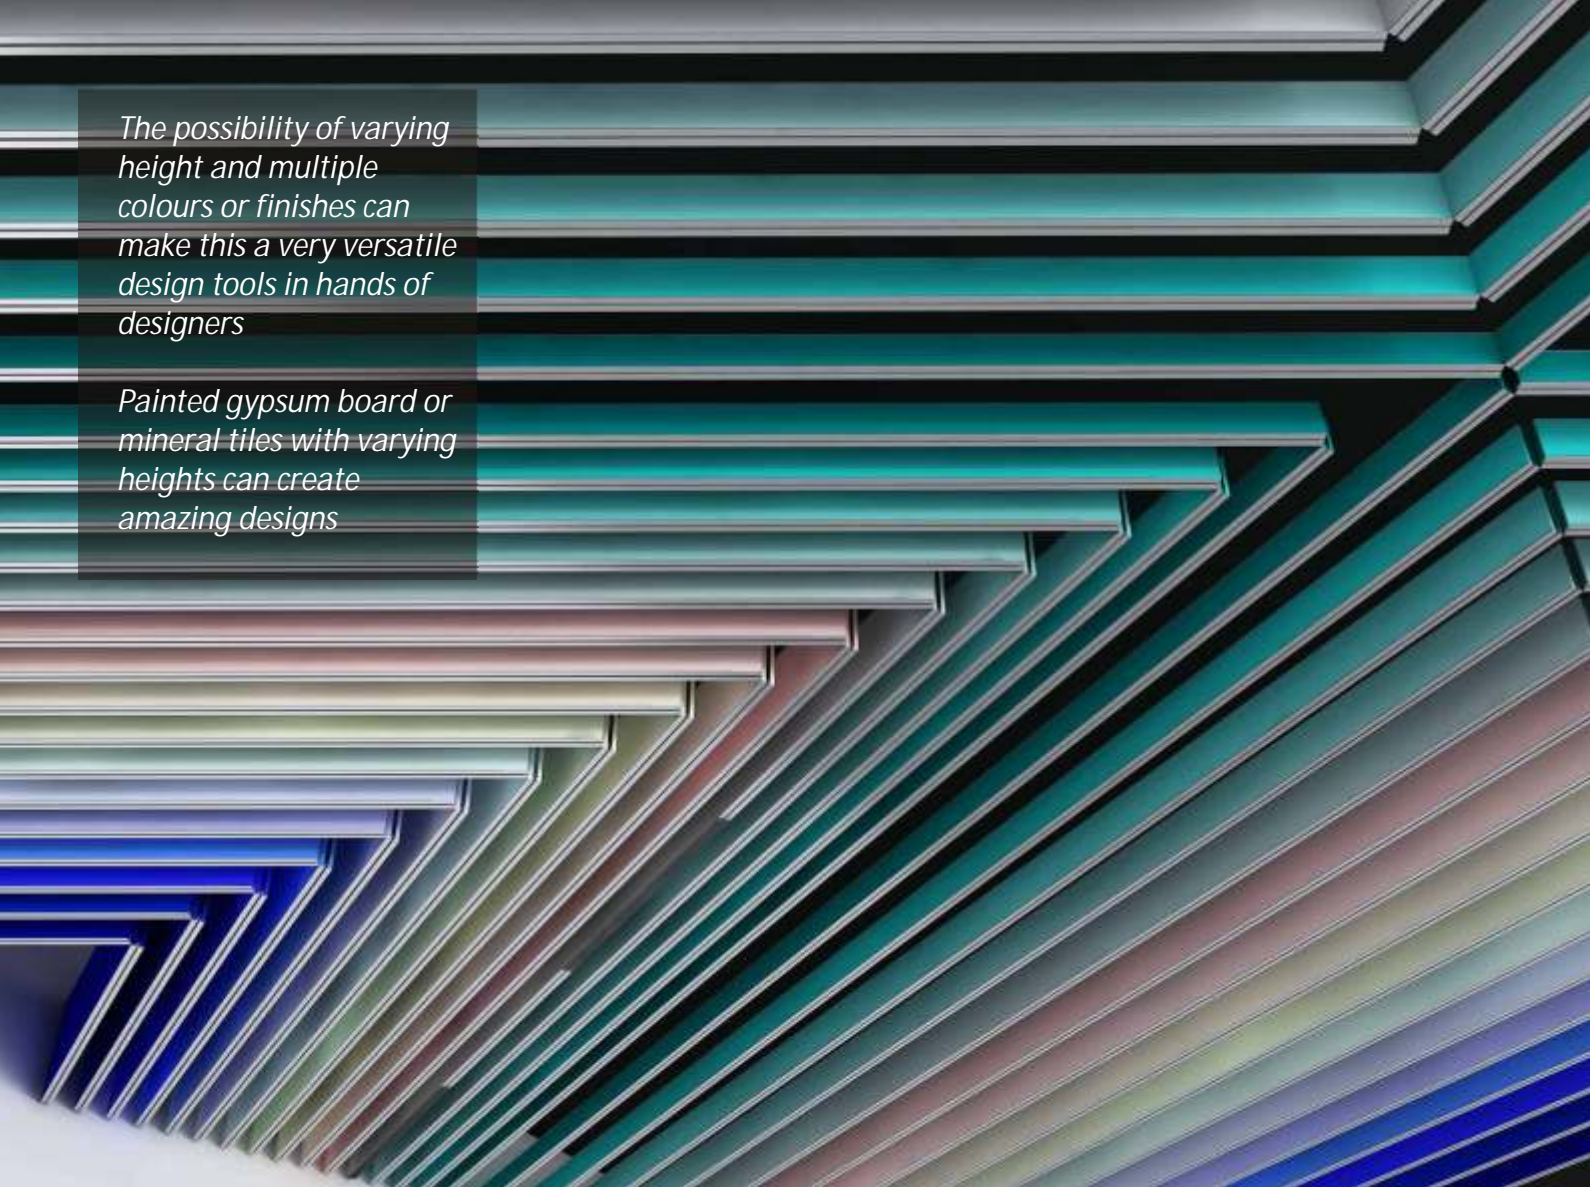 The possibility of varying
height and multiple
colours or finishes can
make this a very versatile
design tools in hands of
designers
Painted gypsum board or
mineral tiles with varying
heights can create
amazing designs